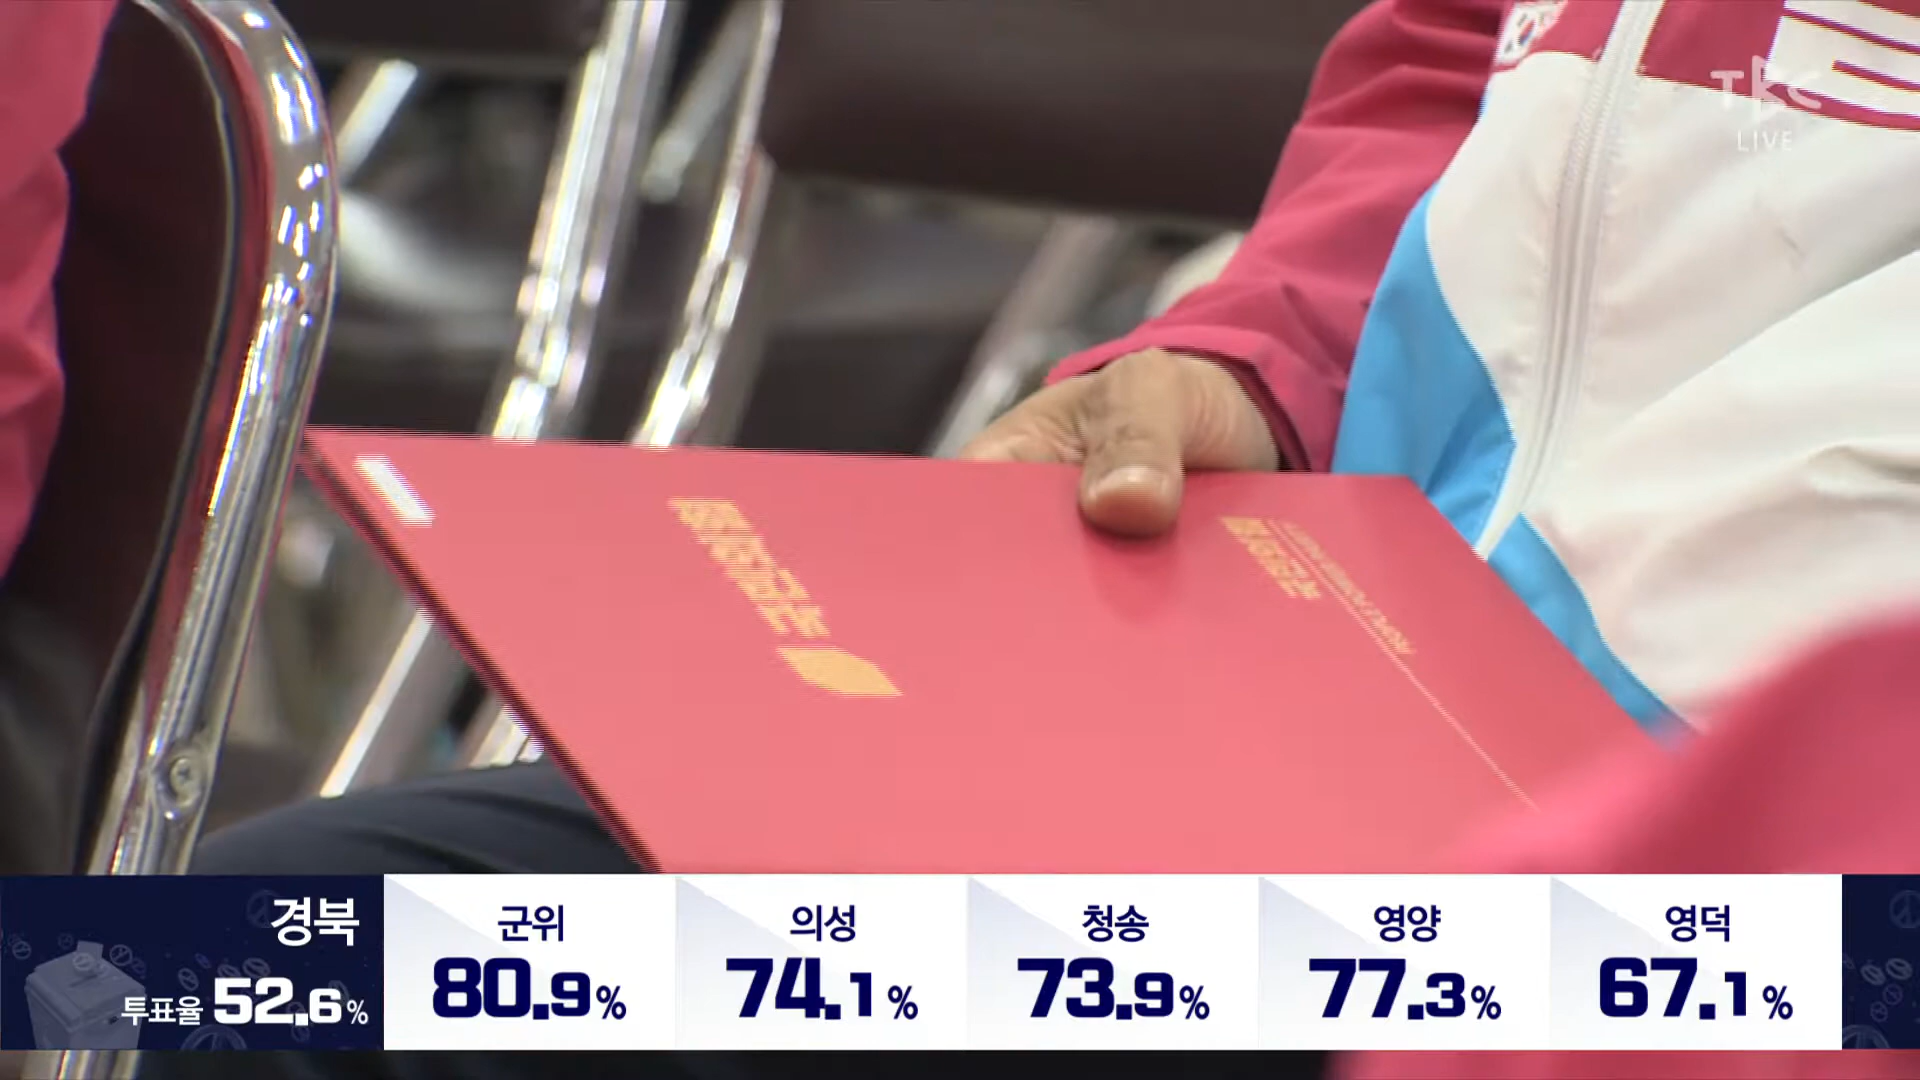 TBC
LIVE
경북
투표율 52.6%
군위
80.9%
의성
74.1%
청송
73.9%
영양
77.3%
영덕
67.1%